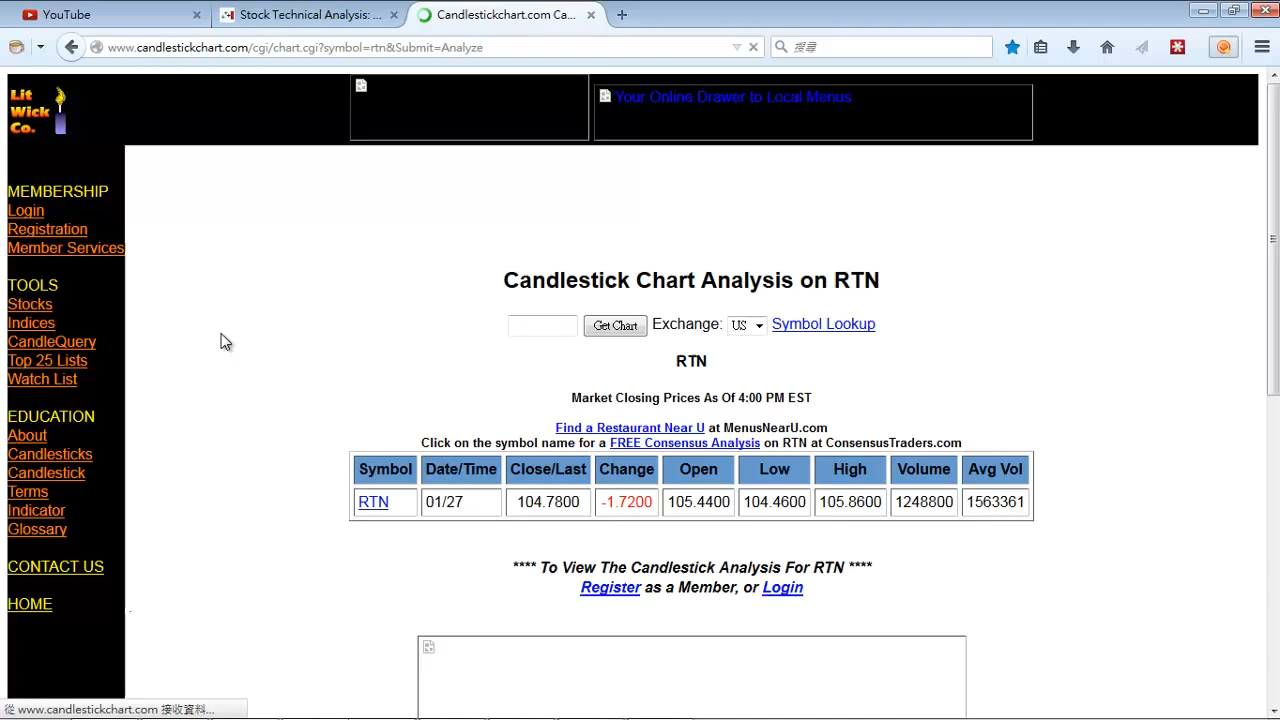 YouTube
Stock Technical Analysis: ...
Candlestickchart.com Ca...
www.candlestickchart.com/cgi/chart.cgi?symbol=rtn&Submit=Analyze
搜尋
Lit
Wick
Co.
Your Online Drawer to Local Menus
MEMBERSHIP
Login
Registration
Member Services
TOOLS
Stocks
Indices
CandleQuery
Top 25 Lists
Watch List
EDUCATION
About
Candlesticks
Candlestick
Terms
Indicator
Glossary
CONTACT US
HOME
Candlestick Chart Analysis on RTN
Get Chart Exchange: US Symbol Lookup
RTN
Market Closing Prices As Of 4:00 PM EST
Find a Restaurant Near U at MenusNearU.com
Click on the symbol name for a FREE Consensus Analysis on RTN at ConsensusTraders.com
Symbol Date/Time Close/Last Change Open Low High Volume Avg Vol
RTN 01/27 104.7800 -1.7200 105.4400 104.4600 105.8600 1248800 1563361
**** To View The Candlestick Analysis For RTN ****
Register as a Member, or Login
從 www.candlestickchart.com 接收資料...